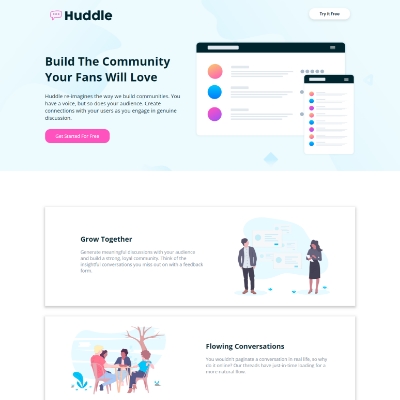 Huddle
Try It Free
Build The Community
Your Fans Will Love
Huddle re-imagines the way we build communities. You
have a voice, but so does your audience. Create
connections with your users as you engage in genuine
discussion.
Get Started For Free
Grow Together
Generate meaningful discussions with your audience
and build a strong, loyal community. Think of the
insightful conversations you miss out on with a feedback
form.
Flowing Conversations
You wouldn't paginate a conversation in real life, so why
do it online? Our threads have just-in-time loading for a
more natural flow.